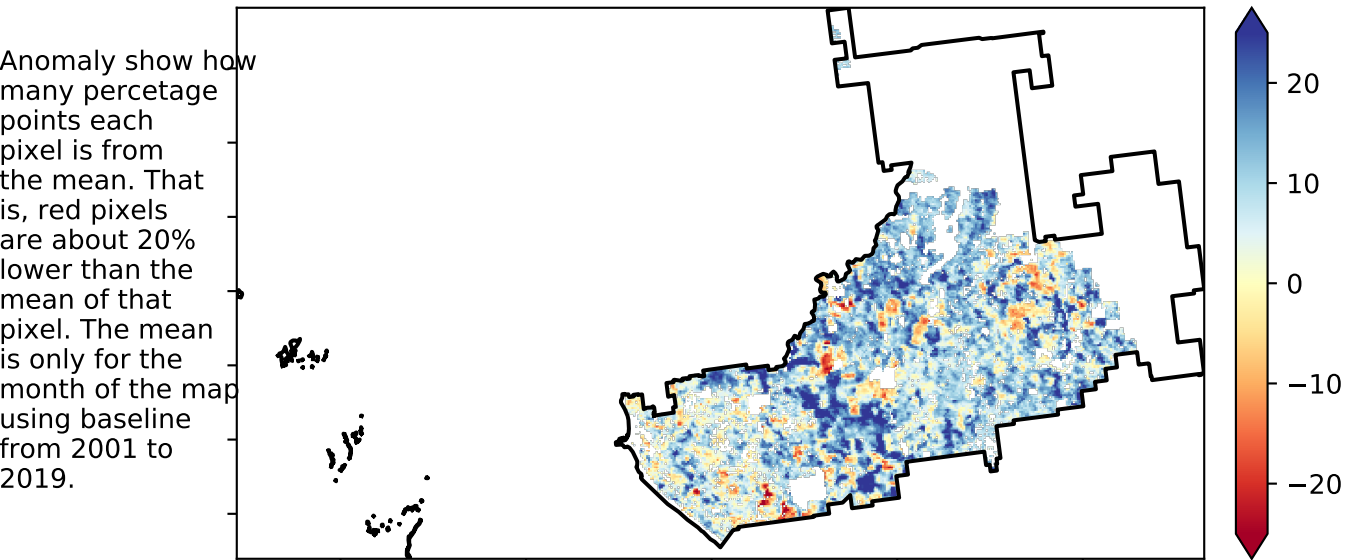 Anomaly show how
many percetage
points each
pixel is from
the mean. That
is, red pixels
are about 20%
lower than the
mean of that
pixel. The mean
is only for the
month of the map
using baseline
from 2001 to
2019.
20
10
0
−10
−20